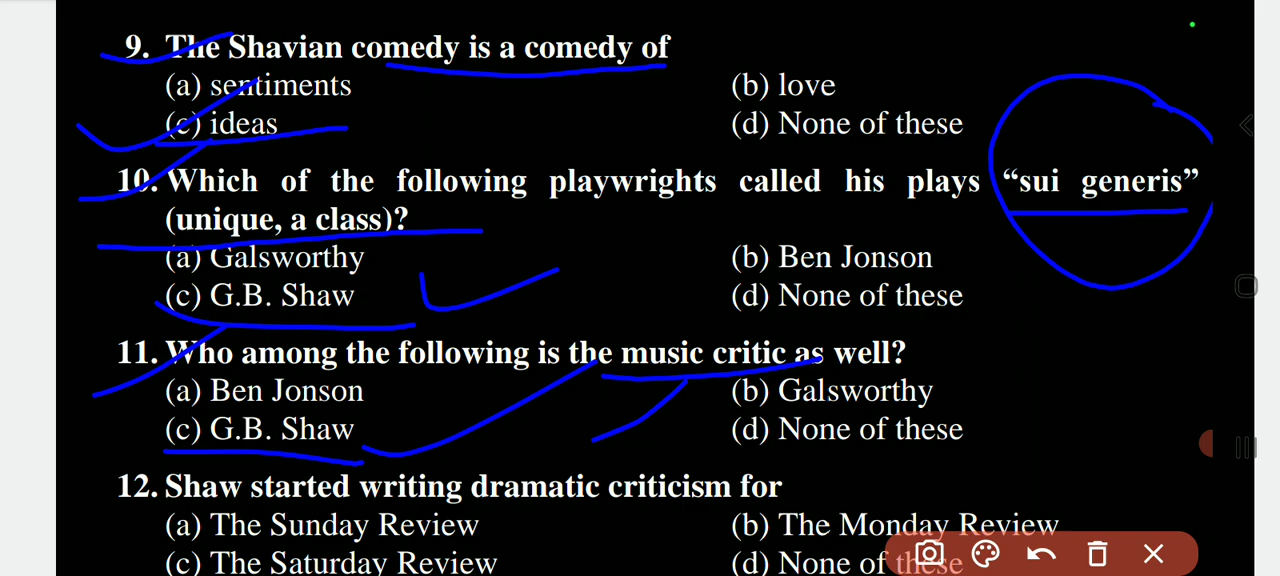 9. The Shavian comedy is a comedy of
(a) sentiments (b) love
(c) ideas (d) None of these
10. Which of the following playwrights called his plays “sui generis”
(unique, a class)?
(a) Galsworthy (b) Ben Jonson
(c) G.B. Shaw (d) None of these
11. Who among the following is the music critic as well?
(a) Ben Jonson (b) Galsworthy
(c) G.B. Shaw (d) None of these
12. Shaw started writing dramatic criticism for
(a) The Sunday Review (b) The Monday Review
(c) The Saturday Review (d) None of these